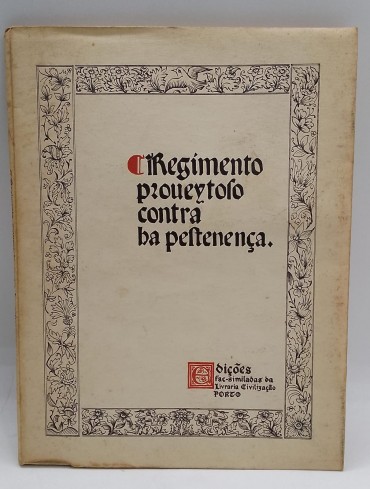 Regimento
proueytoso
contra
ha pestenença.
Edições
fac-similadas da
Livraria Civilização
PORTO